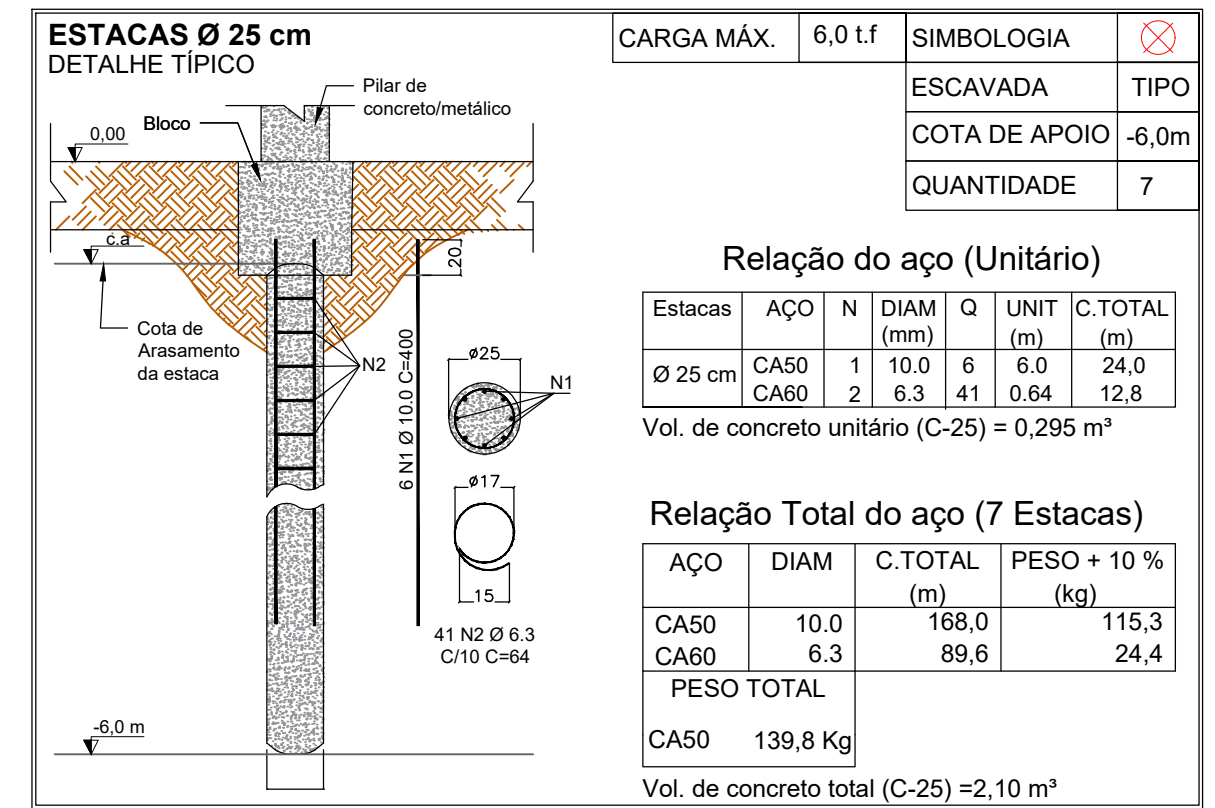 ESTACAS Ø 25 cm
DETALHE TÍPICO
CARGA MÁX. 6,0 t.f SIMBOLOGIA
ESCAVADA TIPO
COTA DE APOIO -6,0m
QUANTIDADE 7
Pilar de
concreto/metálico
Bloco
0,00
c.a
20
Cota de
Arasamento
da estaca
N2
6 N1 Ø 10.0 C=400
ø25
N1
ø17
15
41 N2 Ø 6.3
C/10 C=64
-6,0 m
Relação do aço (Unitário)
Estacas AÇO N DIAM Q UNIT C.TOTAL
(mm) (m) (m)
Ø 25 cm CA50 1 10.0 6 6.0 24,0
CA60 2 6.3 41 0.64 12,8
Vol. de concreto unitário (C-25) = 0,295 m³
Relação Total do aço (7 Estacas)
AÇO DIAM C.TOTAL PESO + 10 %
(m) (kg)
CA50 10.0 168,0 115,3
CA60 6.3 89,6 24,4
PESO TOTAL
CA50 139,8 Kg
Vol. de concreto total (C-25) =2,10 m³